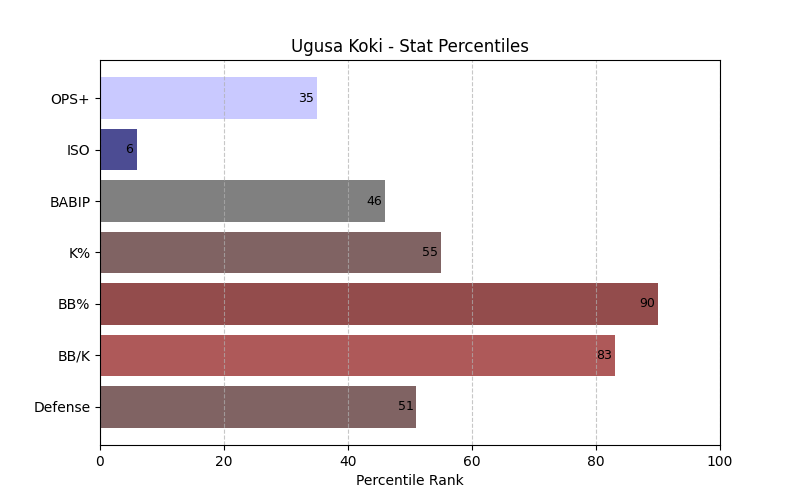 Ugusa Koki - Stat Percentiles
OPS+ 35
ISO 6
BABIP 46
K% 55
BB% 90
BB/K 83
Defense 51
0 20 40 60 80 100
Percentile Rank